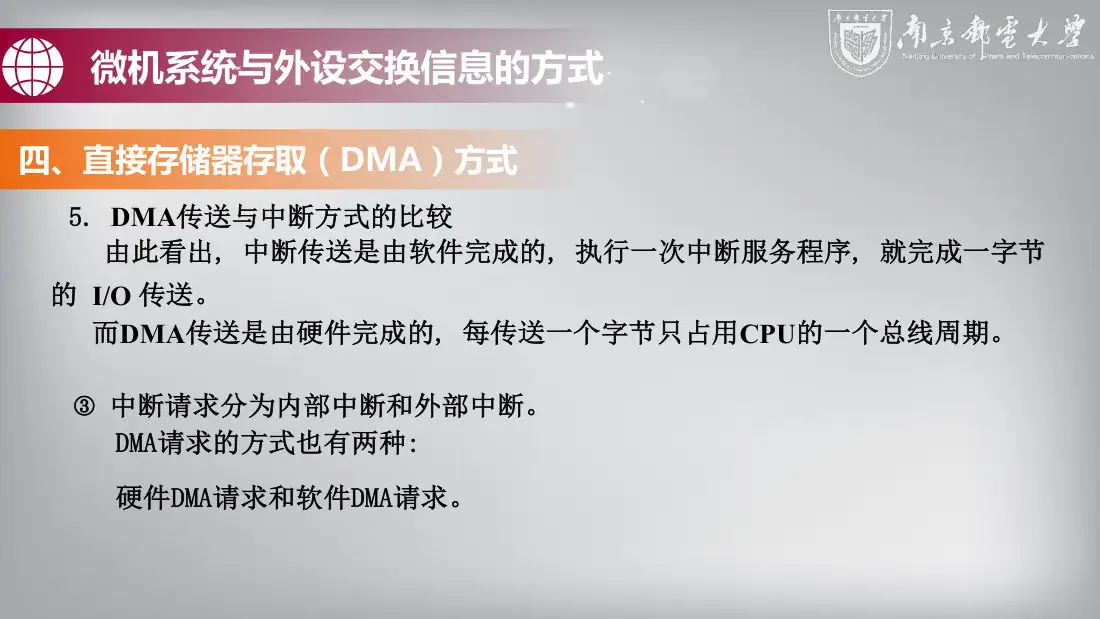 南京邮电大学
Nanjing University of Posts and Telecommunications
微机系统与外设交换信息的方式
四、直接存储器存取（DMA）方式
5. DMA传送与中断方式的比较
由此看出，中断传送是由软件完成的，执行一次中断服务程序，就完成一字节
的 I/O 传送。
而DMA传送是由硬件完成的，每传送一个字节只占用CPU的一个总线周期。
③ 中断请求分为内部中断和外部中断。
DMA请求的方式也有两种：
硬件DMA请求和软件DMA请求。